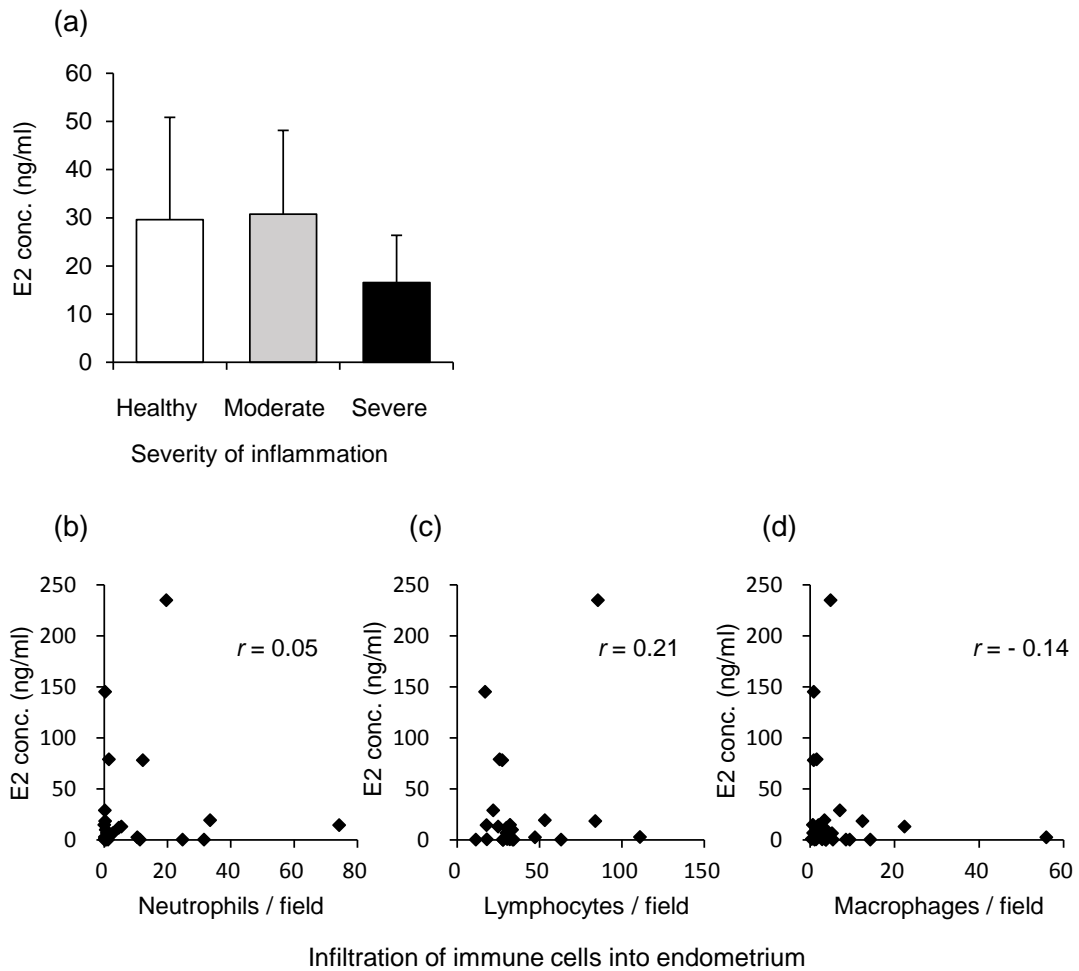 (a)
E2 conc. (ng/ml)
60
50
40
30
20
10
0
Healthy Moderate Severe
Severity of inflammation
(b)
E2 conc. (ng/ml)
250
200
150
100
50
0
r = 0.05
0 20 40 60 80
Neutrophils / field
(c)
E2 conc. (ng/ml)
250
200
150
100
50
0
r = 0.21
0 50 100 150
Lymphocytes / field
(d)
E2 conc. (ng/ml)
250
200
150
100
50
0
r = - 0.14
0 20 40 60
Macrophages / field
Infiltration of immune cells into endometrium